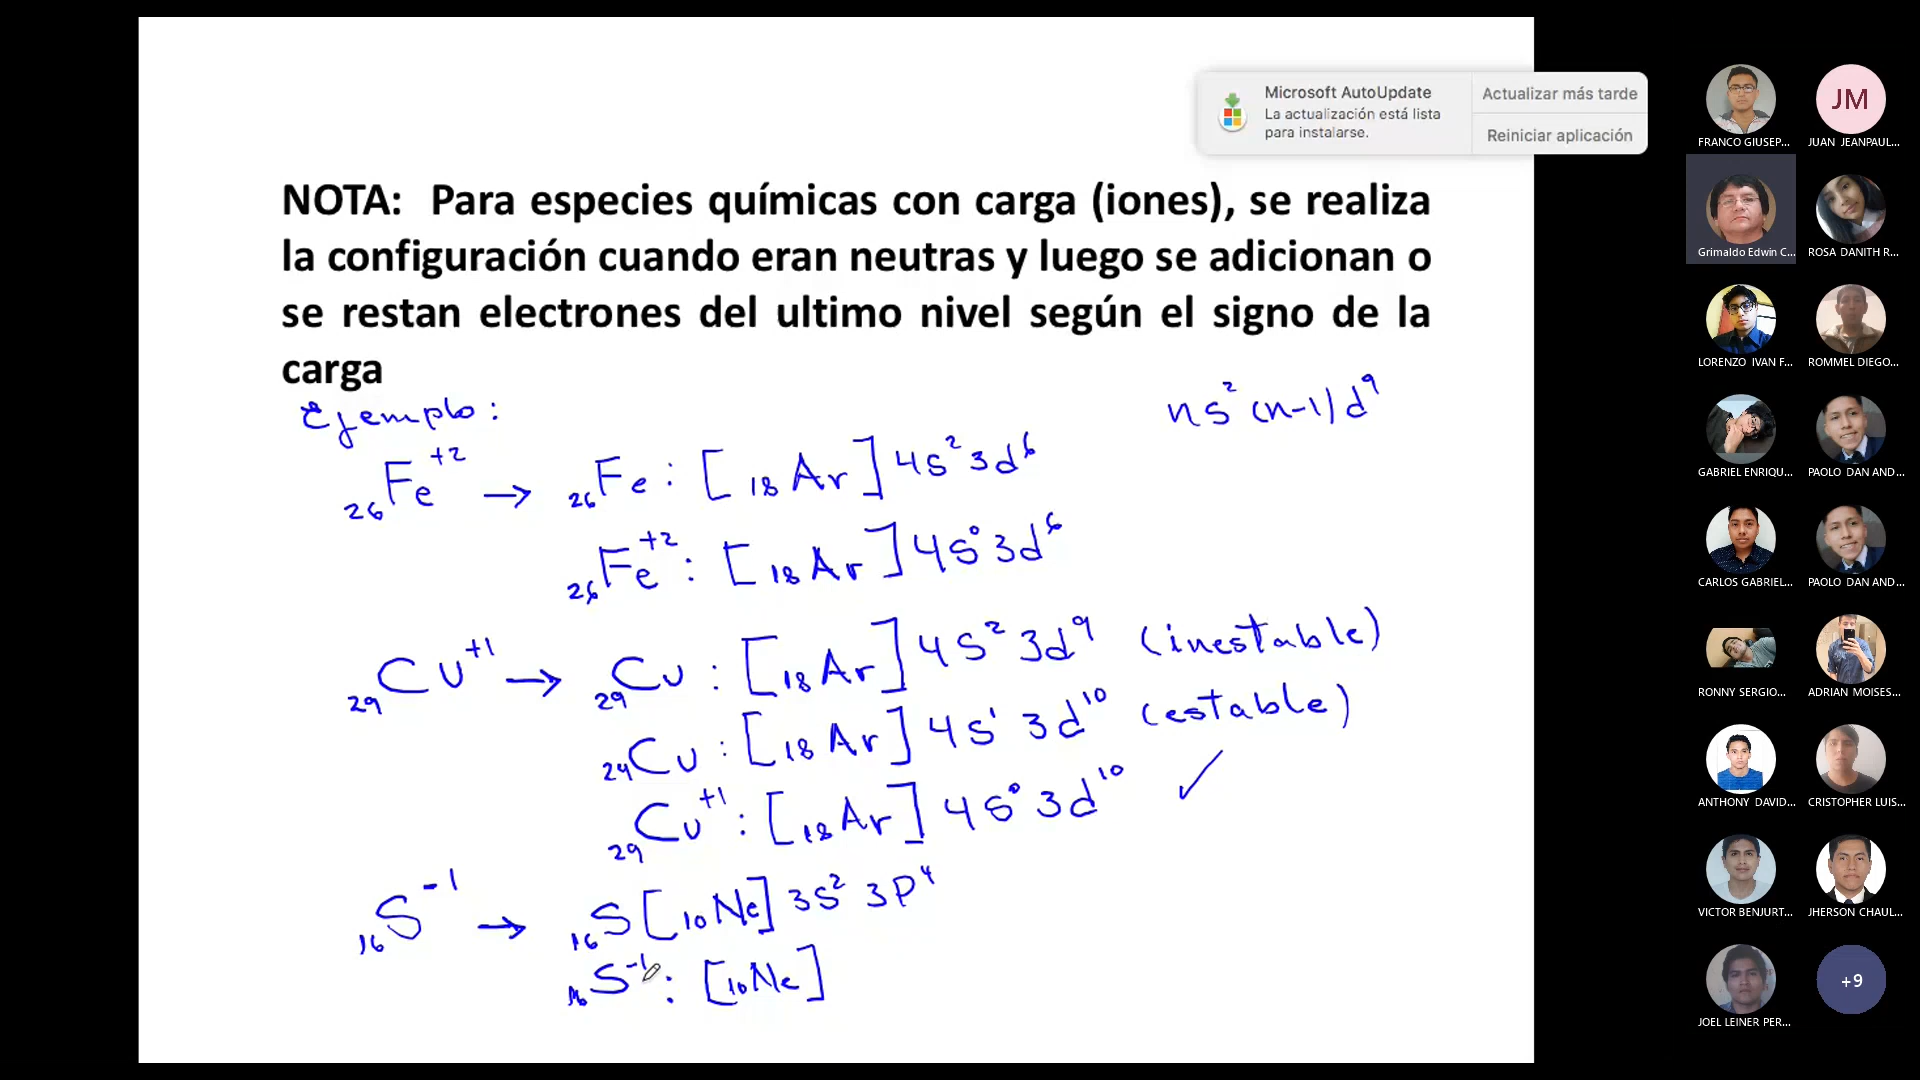 Microsoft AutoUpdate
La actualización está lista
para instalarse.
Actualizar más tarde
Reiniciar aplicación
NOTA: Para especies químicas con carga (iones), se realiza
la configuración cuando eran neutras y luego se adicionan o
se restan electrones del ultimo nivel según el signo de la
carga
Ejemplo:
ns² (n-1)d⁹
₂₆Fe⁺² → ₂₆Fe : [₁₈Ar] 4s² 3d⁶
₂₆Fe⁺² : [₁₈Ar] 4s⁰ 3d⁶
₂₉Cu⁺¹ → ₂₉Cu : [₁₈Ar] 4s² 3d⁹ (inestable)
₂₉Cu : [₁₈Ar] 4s¹ 3d¹⁰ (estable)
₂₉Cu⁺¹ : [₁₈Ar] 4s⁰ 3d¹⁰ ✓
₁₆S⁻¹ → ₁₆S [₁₀Ne] 3s² 3p⁴
₁₆S⁻¹ : [₁₀Ne]
FRANCO GIUSEP...
JUAN JEANPAUL...
JM
Grimaldo Edwin C...
ROSA DANITH R...
LORENZO IVAN F...
ROMMEL DIEGO...
GABRIEL ENRIQU...
PAOLO DAN AND...
CARLOS GABRIEL...
PAOLO DAN AND...
RONNY SERGIO...
ADRIAN MOISES...
ANTHONY DAVID...
CRISTOPHER LUIS...
VICTOR BENJURT...
JHERSON CHAUL...
JOEL LEINER PER...
+9